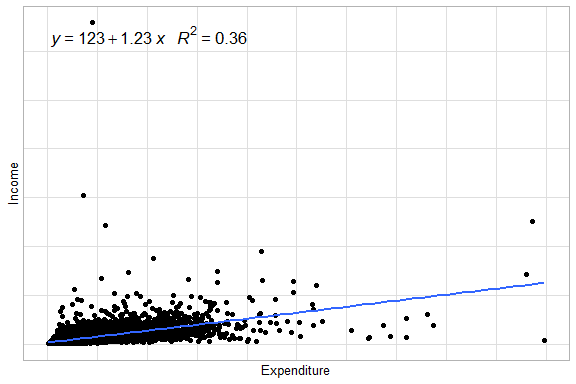 y = 123 + 1.23 x R² = 0.36
Income
Expenditure